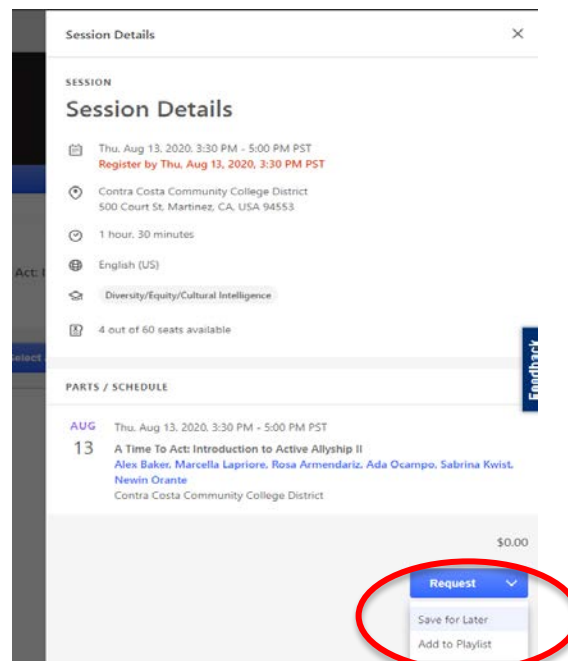 Session Details
SESSION
Session Details
Thu, Aug 13, 2020, 3:30 PM - 5:00 PM PST
Register by Thu, Aug 13, 2020, 3:30 PM PST
Contra Costa Community College District
500 Court St, Martinez, CA, USA 94553
1 hour, 30 minutes
Act: I
English (US)
Diversity/Equity/Cultural Intelligence
4 out of 60 seats available
Select
Feedback
PARTS / SCHEDULE
AUG
13
Thu, Aug 13, 2020, 3:30 PM - 5:00 PM PST
A Time To Act: Introduction to Active Allyship II
Alex Baker, Marcella Lapriore, Rosa Armendariz, Ada Ocampo, Sabrina Kwist,
Newin Orante
Contra Costa Community College District
$0.00
Request
Save for Later
Add to Playlist